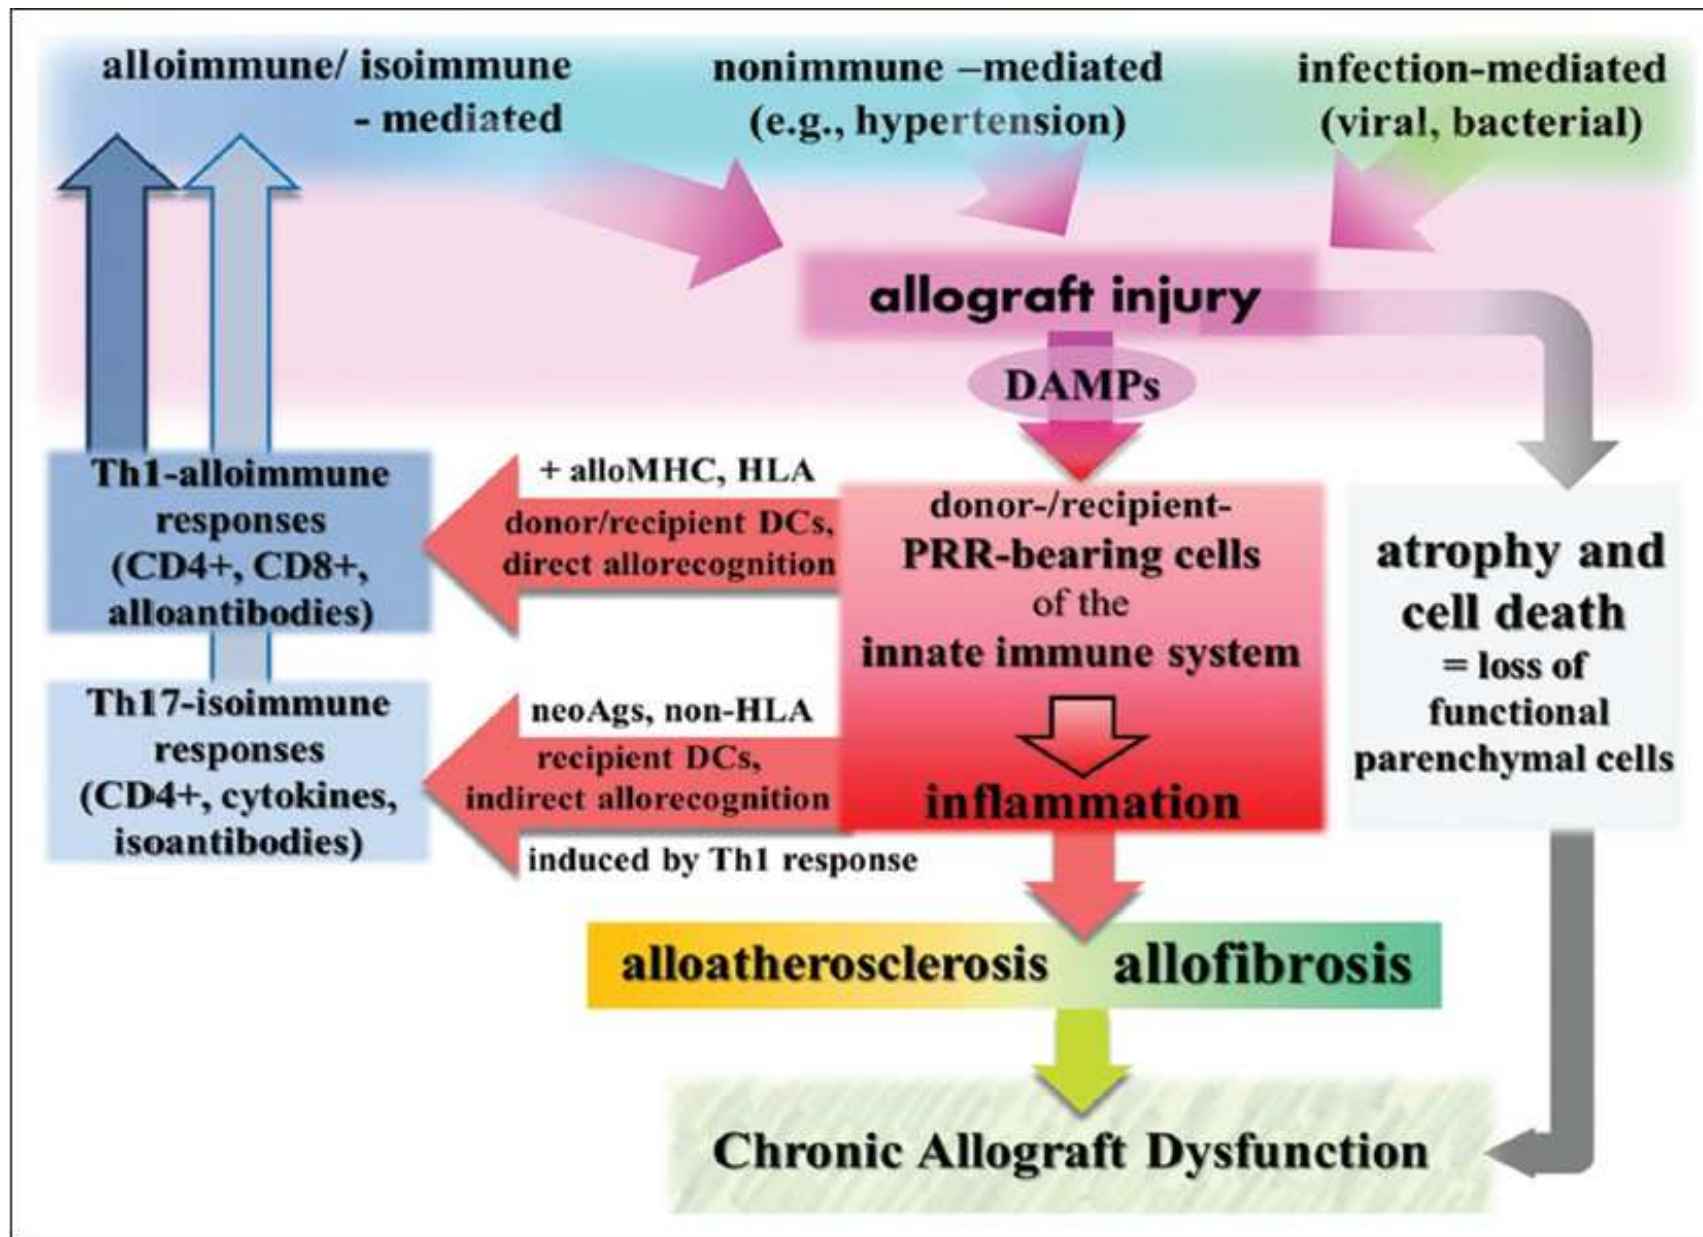 alloimmune/ isoimmune
- mediated
nonimmune –mediated
(e.g., hypertension)
infection-mediated
(viral, bacterial)
allograft injury
DAMPs
Th1-alloimmune
responses
(CD4+, CD8+,
alloantibodies)
+ alloMHC, HLA
donor/recipient DCs,
direct allorecognition
donor-/recipient-
PRR-bearing cells
of the
innate immune system
inflammation
atrophy and
cell death
= loss of
functional
parenchymal cells
Th17-isoimmune
responses
(CD4+, cytokines,
isoantibodies)
neoAgs, non-HLA
recipient DCs,
indirect allorecognition
induced by Th1 response
alloatherosclerosis
allofibrosis
Chronic Allograft Dysfunction